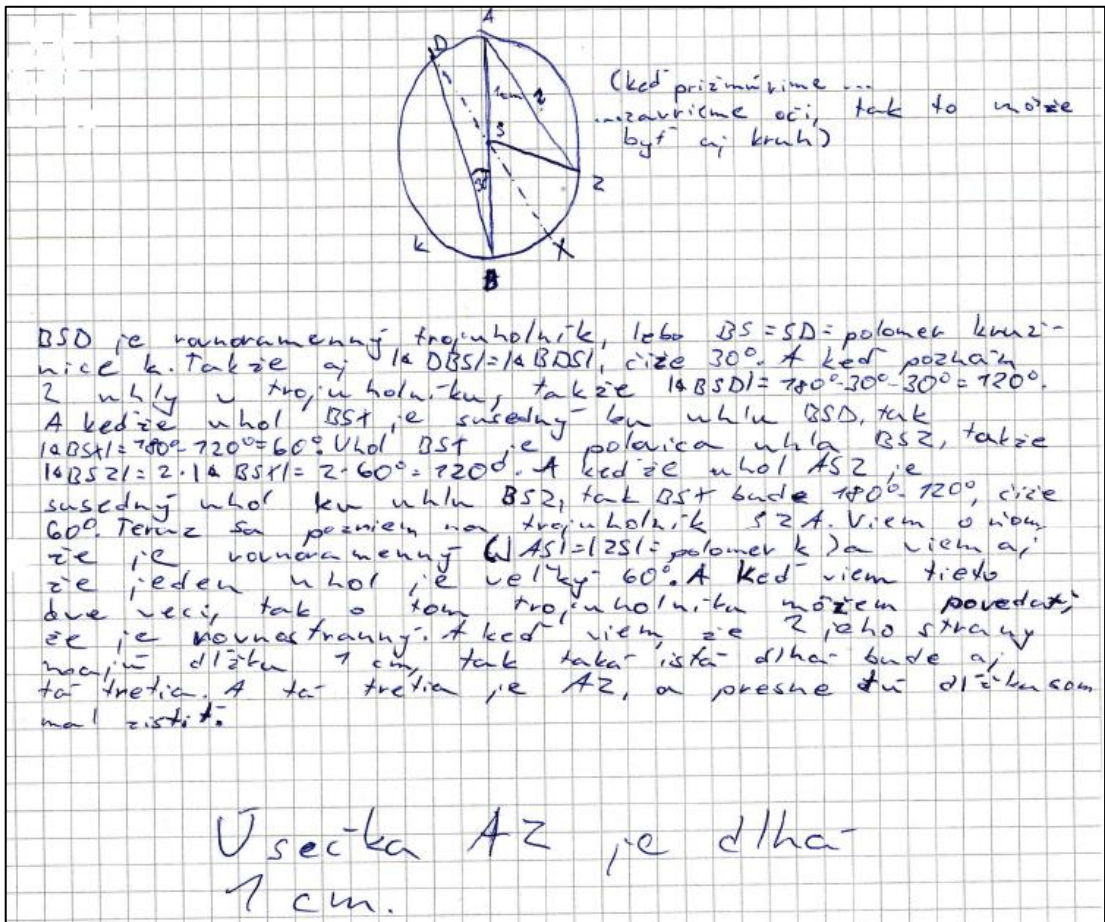 A
D
(keď prižmúrime ...
1cm
?
...zavrieme oči, tak to môže
byť aj kruh)
S
Z
30
k
X
B
BSD je rovnoramenný trojuholník, lebo BS = SD = polomer kruži-
nice k. Takže aj |∢DBS|=|∢BDS|, čiže 30°. A keď poznám
2 uhly v trojuholníku, takže |∢BSD|= 180°-30°-30°= 120°.
A kedže uhol BSX je susedný ku uhlu BSD, tak
|∢BSX|= 180°-120°=60°. Uhol BSX je polovica uhla BSZ, takže
|∢BSZ|= 2·|∢BSX|= 2·60°= 120°. A kedže uhol ASZ je
susedný uhol ku uhlu BSZ, tak BSX bude 180°-120°, čiže
60°. Teraz sa pozriem na trojuholník SZA. Viem o ňom
že je rovnoramenný (|AS|=|ZS|= polomer k) a viem aj
že jeden uhol je veľký 60°. A keď viem tieto
dve veci, tak o tom trojuholníku môžem povedať,
že je rovnostranný. A keď viem, že 2 jeho strany
majú dĺžku 1 cm, tak taká istá dlhá bude aj
tá tretia. A tá tretia je AZ, a presne tú dĺžku som
mal zistiť.
Úsečka AZ je dlhá
1 cm.